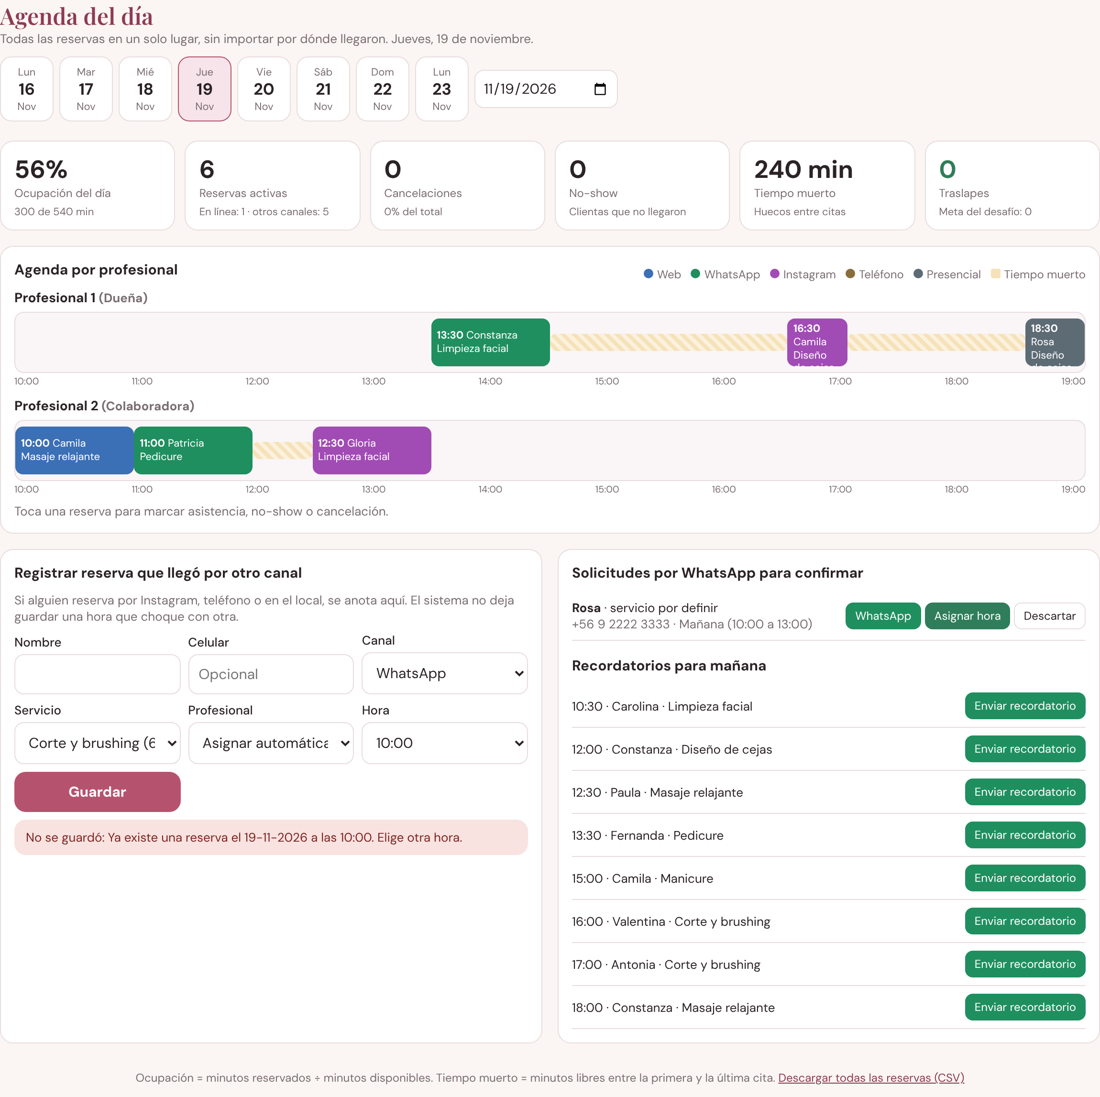 Agenda del día
Todas las reservas en un solo lugar, sin importar por dónde llegaron. Jueves, 19 de noviembre.
Lun
16
Nov
Mar
17
Nov
Mié
18
Nov
Jue
19
Nov
Vie
20
Nov
Sáb
21
Nov
Dom
22
Nov
Lun
23
Nov
11/19/2026
56%
Ocupación del día
300 de 540 min
6
Reservas activas
En línea: 1 · otros canales: 5
0
Cancelaciones
0% del total
0
No-show
Clientas que no llegaron
240 min
Tiempo muerto
Huecos entre citas
0
Traslapes
Meta del desafío: 0
Agenda por profesional
Web WhatsApp Instagram Teléfono Presencial Tiempo muerto
Profesional 1 (Dueña)
13:30 Constanza
Limpieza facial
16:30
Camila
Diseño
18:30
Rosa
Diseño
10:00 11:00 12:00 13:00 14:00 15:00 16:00 17:00 18:00 19:00
Profesional 2 (Colaboradora)
10:00 Camila
Masaje relajante
11:00 Patricia
Pedicure
12:30 Gloria
Limpieza facial
10:00 11:00 12:00 13:00 14:00 15:00 16:00 17:00 18:00 19:00
Toca una reserva para marcar asistencia, no-show o cancelación.
Registrar reserva que llegó por otro canal
Si alguien reserva por Instagram, teléfono o en el local, se anota aquí. El sistema no deja
guardar una hora que choque con otra.
Nombre
Celular
Opcional
Canal
WhatsApp
Servicio
Corte y brushing (6
Profesional
Asignar automática
Hora
10:00
Guardar
No se guardó: Ya existe una reserva el 19-11-2026 a las 10:00. Elige otra hora.
Solicitudes por WhatsApp para confirmar
Rosa · servicio por definir
+56 9 2222 3333 · Mañana (10:00 a 13:00)
WhatsApp
Asignar hora
Descartar
Recordatorios para mañana
10:30 · Carolina · Limpieza facial Enviar recordatorio
12:00 · Constanza · Diseño de cejas Enviar recordatorio
12:30 · Paula · Masaje relajante Enviar recordatorio
13:30 · Fernanda · Pedicure Enviar recordatorio
15:00 · Camila · Manicure Enviar recordatorio
16:00 · Valentina · Corte y brushing Enviar recordatorio
17:00 · Antonia · Corte y brushing Enviar recordatorio
18:00 · Constanza · Masaje relajante Enviar recordatorio
Ocupación = minutos reservados ÷ minutos disponibles. Tiempo muerto = minutos libres entre la primera y la última cita. Descargar todas las reservas (CSV)